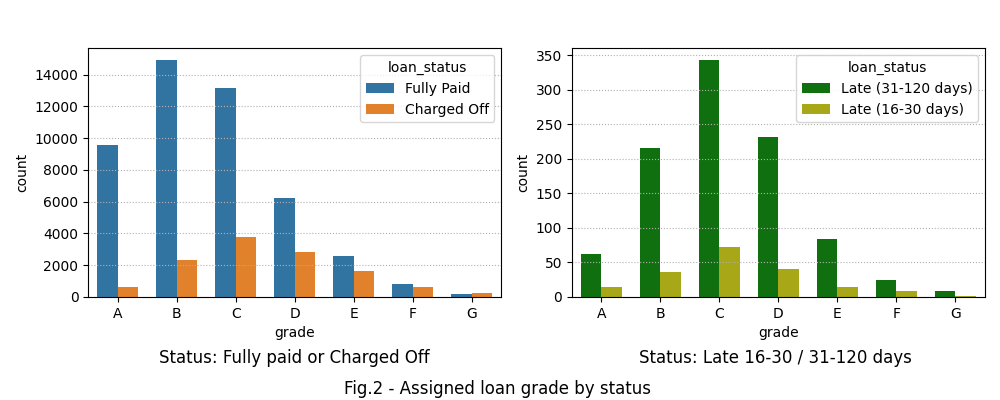 loan_status
Fully Paid
Charged Off
14000
12000
10000
8000
6000
4000
2000
0
count
A B C D E F G
grade
Status: Fully paid or Charged Off
loan_status
Late (31-120 days)
Late (16-30 days)
350
300
250
200
150
100
50
0
count
A B C D E F G
grade
Status: Late 16-30 / 31-120 days
Fig.2 - Assigned loan grade by status